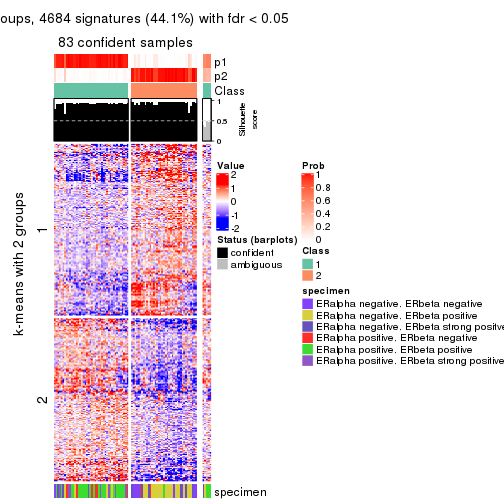 oups, 4684 signatures (44.1%) with fdr < 0.05
83 confident samples
p1
p2
Class
1
0.5
0
Silhouette
score
k-means with 2 groups
1
2
Value
2
1
0
-1
-2
Status (barplots)
confident
ambiguous
Prob
1
0.8
0.6
0.4
0.2
0
Class
1
2
specimen
ERalpha negative. ERbeta negative
ERalpha negative. ERbeta positive
ERalpha negative. ERbeta strong positive
ERalpha positive. ERbeta negative
ERalpha positive. ERbeta positive
ERalpha positive. ERbeta strong positive
specimen